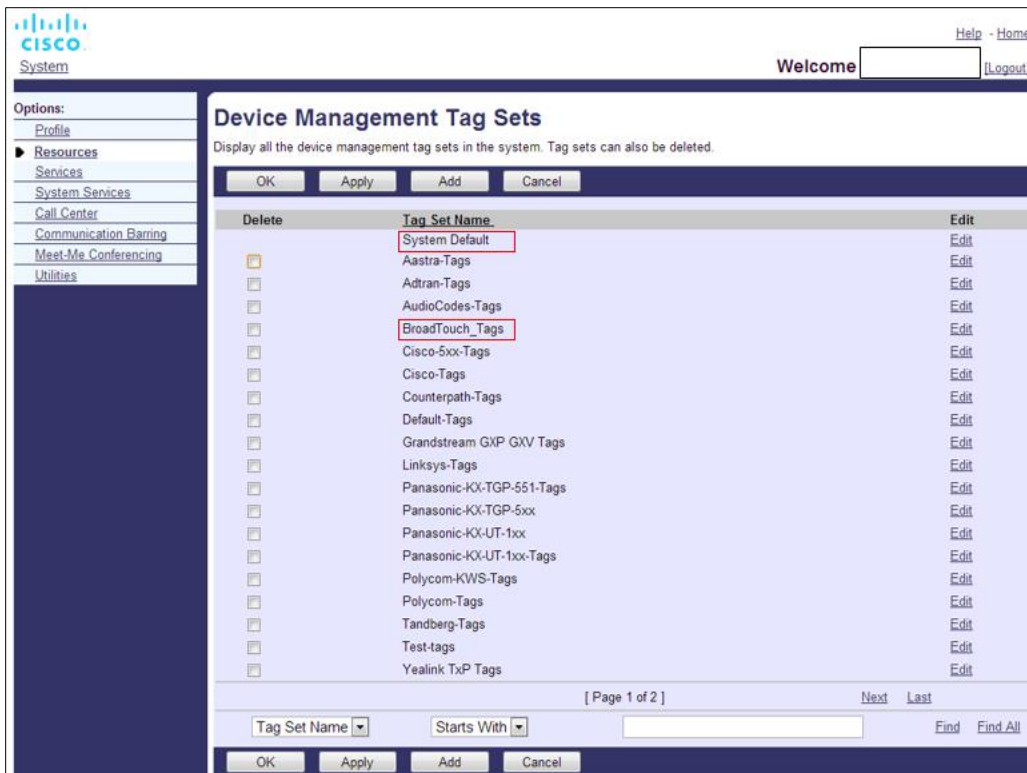 CISCO
Help - Home
System
Welcome [Logout]
Options:
Profile
Resources
Services
System Services
Call Center
Communication Barring
Meet-Me Conferencing
Utilities
Device Management Tag Sets
Display all the device management tag sets in the system. Tag sets can also be deleted.
OK Apply Add Cancel
Delete Tag Set Name Edit
System Default Edit
Aastra-Tags Edit
Adtran-Tags Edit
AudioCodes-Tags Edit
BroadTouch_Tags Edit
Cisco-5xx-Tags Edit
Cisco-Tags Edit
Counterpath-Tags Edit
Default-Tags Edit
Grandstream GXP GXV Tags Edit
Linksys-Tags Edit
Panasonic-KX-TGP-551-Tags Edit
Panasonic-KX-TGP-5xx Edit
Panasonic-KX-UT-1xx Edit
Panasonic-KX-UT-1xx-Tags Edit
Polycom-KWS-Tags Edit
Polycom-Tags Edit
Tandberg-Tags Edit
Test-tags Edit
Yealink TxP Tags Edit
[ Page 1 of 2 ] Next Last
Tag Set Name Starts With Find Find All
OK Apply Add Cancel